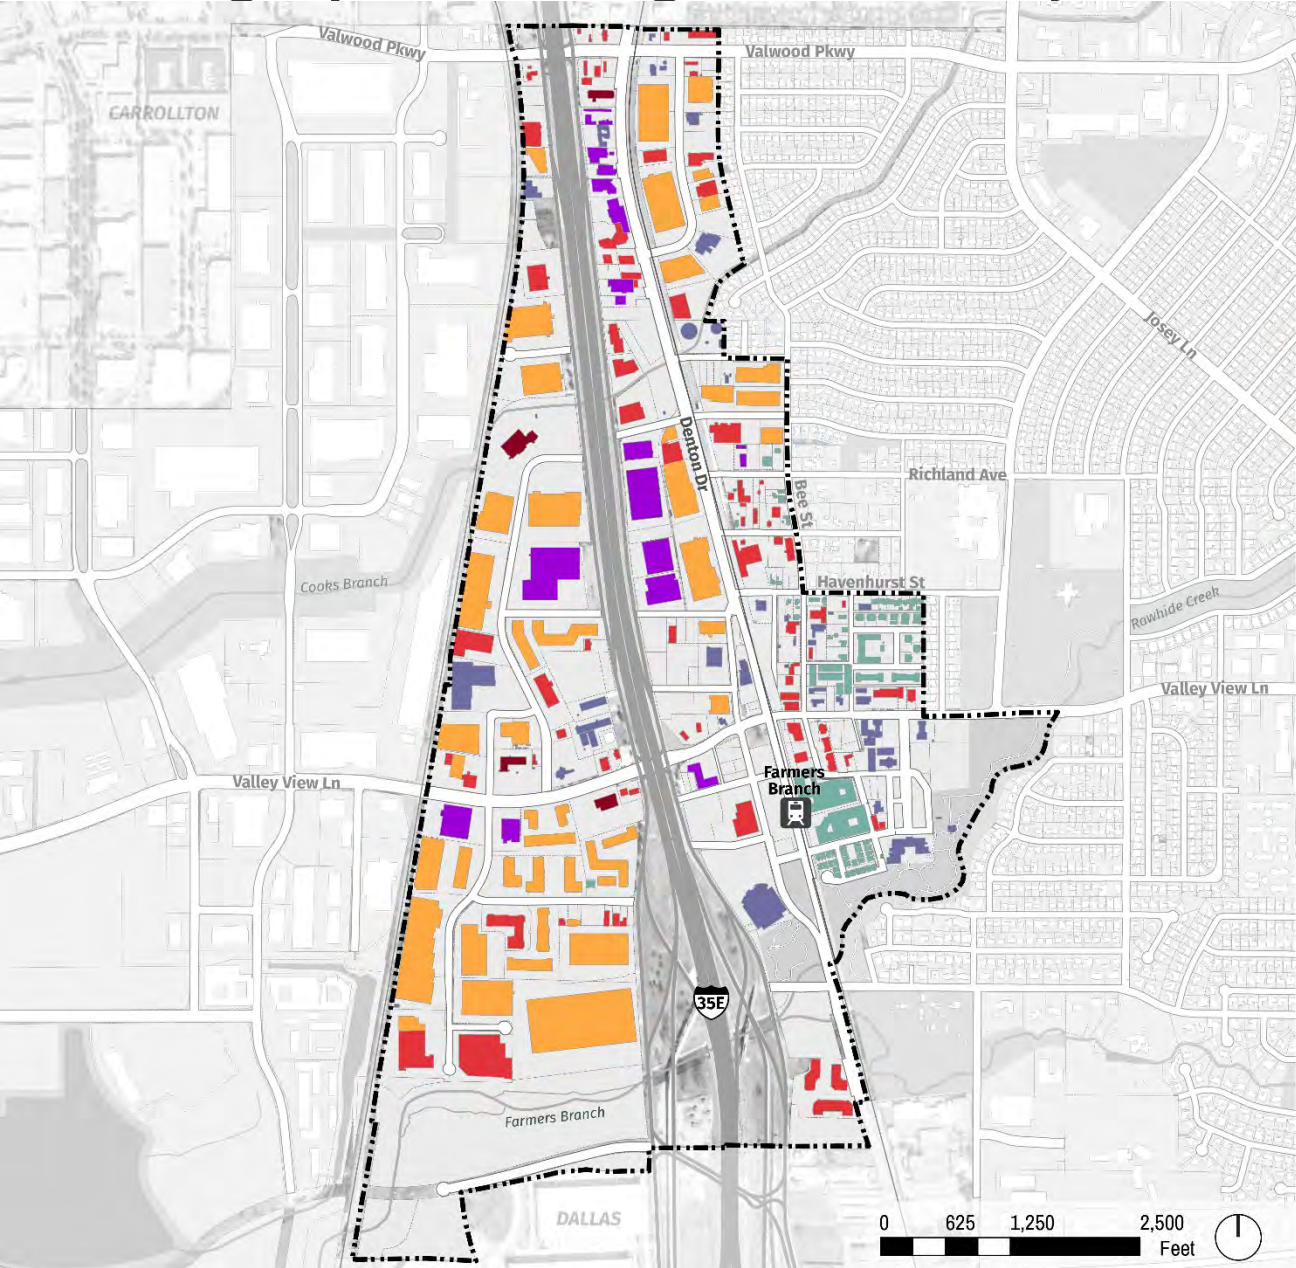 Valwood Pkwy
Valwood Pkwy
CARROLLTON
Josey Ln
Denton Dr
Richland Ave
Bee St
Cooks Branch
Havenhurst St
Rawhide Creek
Valley View Ln
Farmers
Branch
Valley View Ln
35E
Farmers Branch
DALLAS
0 625 1,250 2,500
Feet